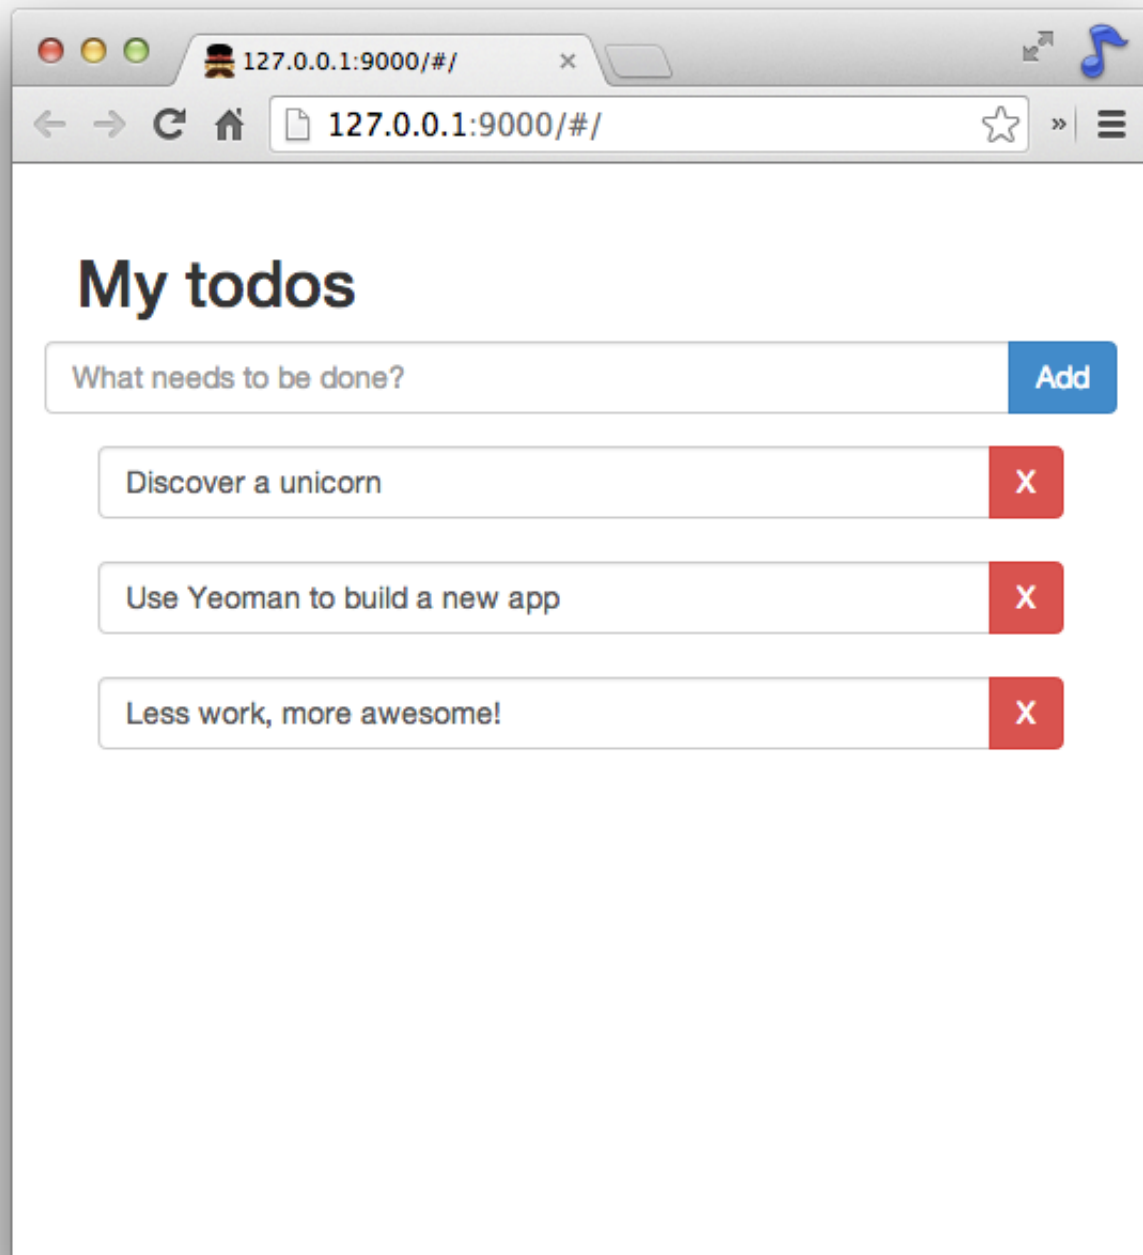 127.0.0.1:9000/#/
127.0.0.1:9000/#/
My todos
What needs to be done?
Add
Discover a unicorn
X
Use Yeoman to build a new app
X
Less work, more awesome!
X